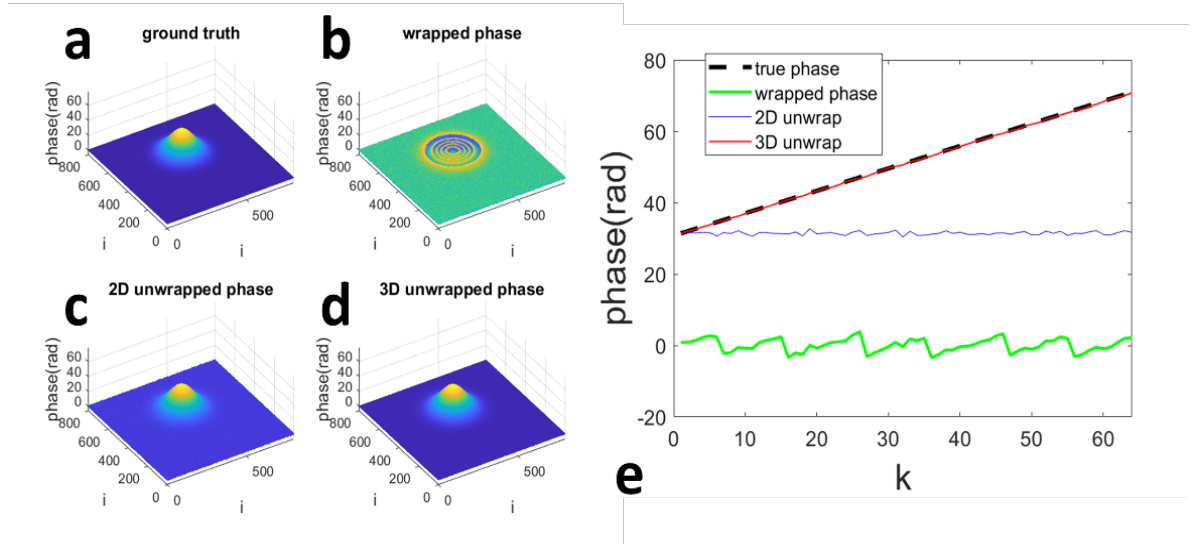 a
ground truth
phase(rad)
60
40
20
0
800
600
400
200
0
0
500
i
i
b
wrapped phase
phase(rad)
60
40
20
0
800
600
400
200
0
0
500
i
i
c
2D unwrapped phase
phase(rad)
60
40
20
0
800
600
400
200
0
0
500
i
i
d
3D unwrapped phase
phase(rad)
60
40
20
0
800
600
400
200
0
0
500
i
i
e
phase(rad)
80
60
40
20
0
-20
true phase
wrapped phase
2D unwrap
3D unwrap
0 10 20 30 40 50 60
k